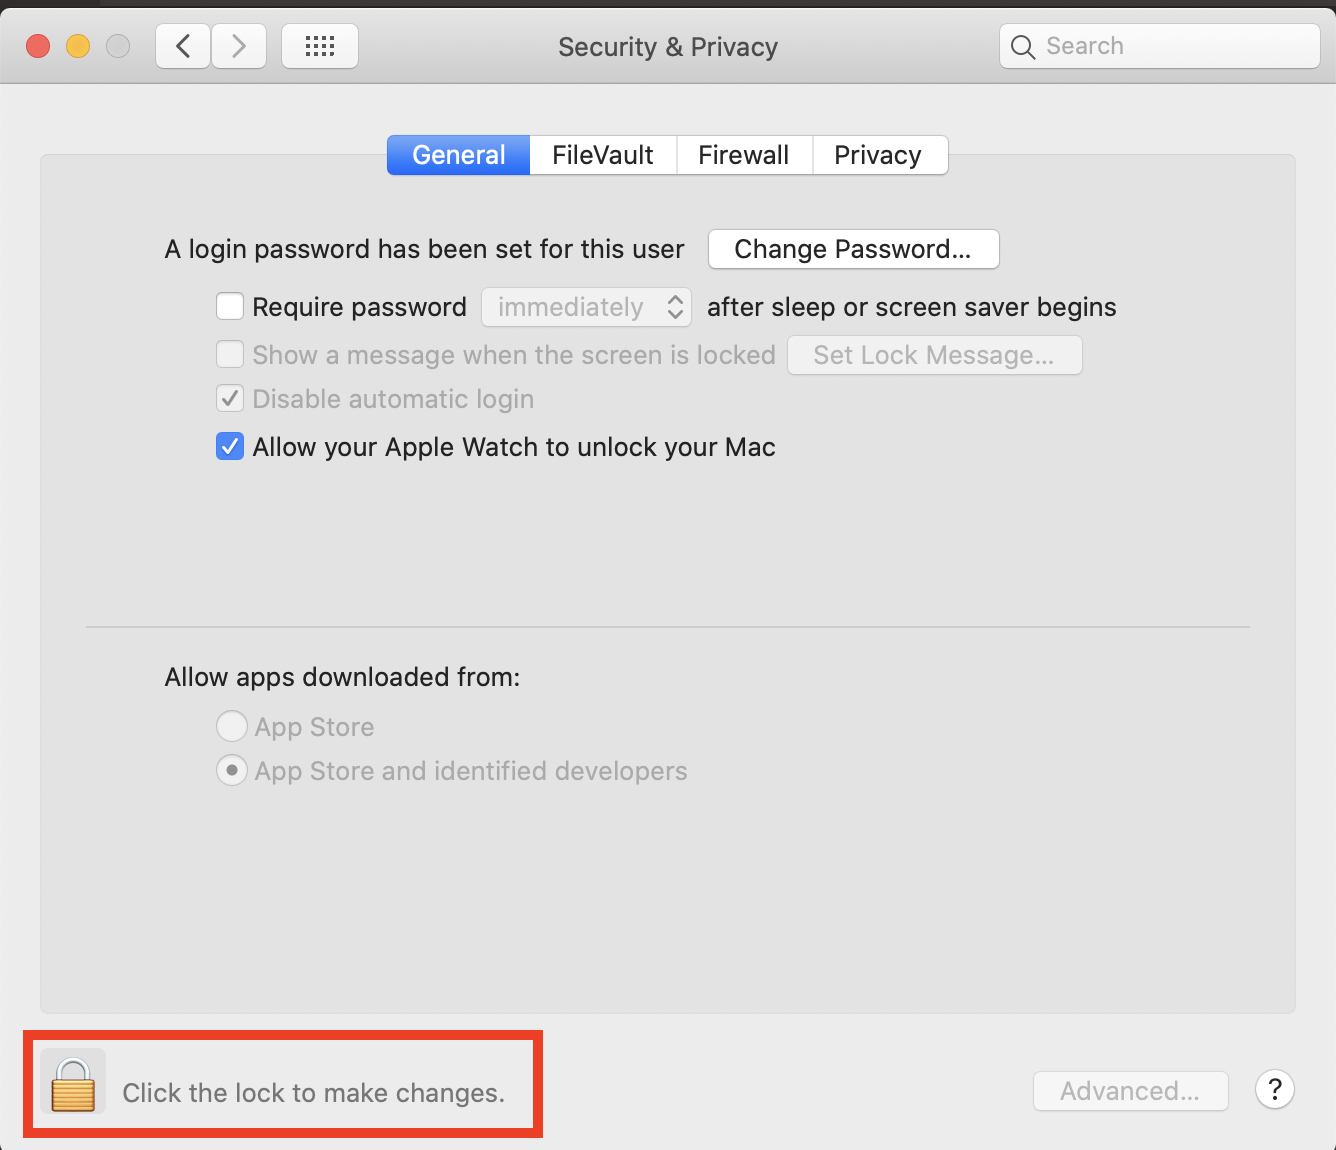 Security & Privacy
Search
General FileVault Firewall Privacy
A login password has been set for this user Change Password...
Require password immediately after sleep or screen saver begins
Show a message when the screen is locked Set Lock Message...
Disable automatic login
Allow your Apple Watch to unlock your Mac
Allow apps downloaded from:
App Store
App Store and identified developers
Click the lock to make changes.
Advanced... ?